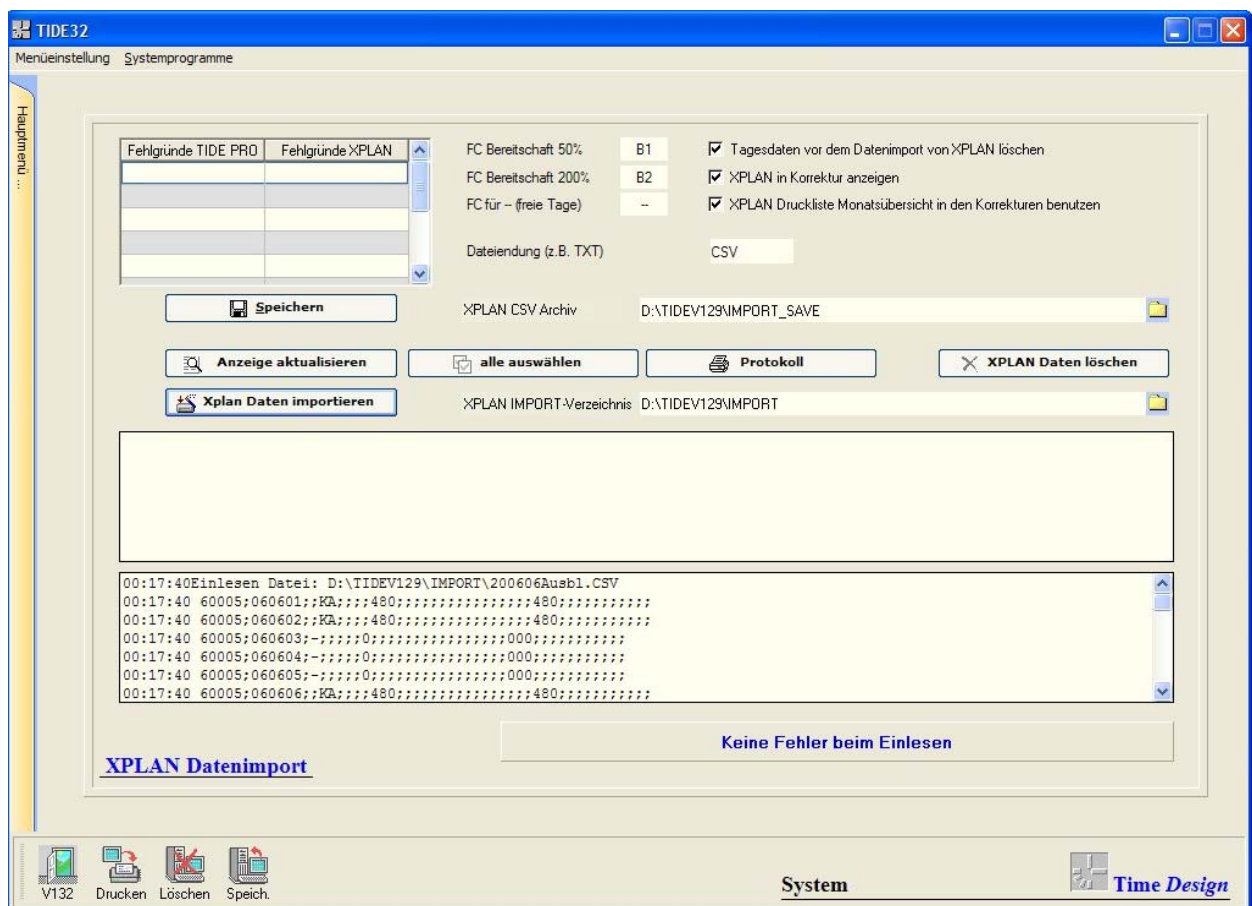 TIDE32
Menüeinstellung Systemprogramme
Hauptmenü ...
Fehlgründe TIDE PRO Fehlgründe XPLAN
FC Bereitschaft 50% B1
FC Bereitschaft 200% B2
FC für -- (freie Tage) --
Tagesdaten vor dem Datenimport von XPLAN löschen
XPLAN in Korrektur anzeigen
XPLAN Druckliste Monatsübersicht in den Korrekturen benutzen
Dateiendung (z.B. TXT) CSV
Speichern
XPLAN CSV Archiv D:\TIDEV129\IMPORT_SAVE
Anzeige aktualisieren alle auswählen Protokoll XPLAN Daten löschen
Xplan Daten importieren
XPLAN IMPORT-Verzeichnis D:\TIDEV129\IMPORT
00:17:40Einlesen Datei: D:\TIDEV129\IMPORT\200606Ausbl.CSV
00:17:40 60005;060601;;KA;;;;480;;;;;;;;;;;;;;;;480;;;;;;;;;;;
00:17:40 60005;060602;;KA;;;;480;;;;;;;;;;;;;;;;480;;;;;;;;;;;
00:17:40 60005;060603;-;;;;;0;;;;;;;;;;;;;;;;000;;;;;;;;;;;
00:17:40 60005;060604;-;;;;;0;;;;;;;;;;;;;;;;000;;;;;;;;;;;
00:17:40 60005;060605;-;;;;;0;;;;;;;;;;;;;;;;000;;;;;;;;;;;
00:17:40 60005;060606;;KA;;;;480;;;;;;;;;;;;;;;;480;;;;;;;;;;;
Keine Fehler beim Einlesen
XPLAN Datenimport
V132 Drucken Löschen Speich.
System
Time Design